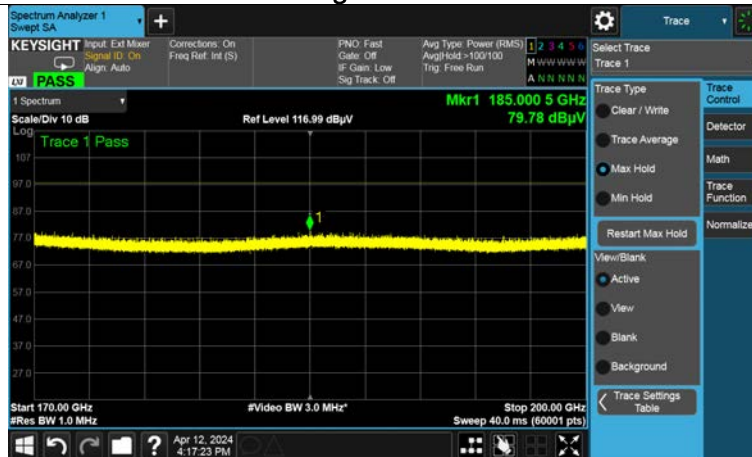 Spectrum Analyzer 1
Swept SA
Trace
KEYSIGHT
Input: Ext Mixer
Signal ID: On
Align: Auto
Corrections: On
Freq Ref: Int (S)
PNO: Fast
Gate: Off
IF Gain: Low
Sig Track: Off
Avg Type: Power (RMS)
Avg|Hold:>100/100
Trig: Free Run
1 2 3 4 5 6
M W W W W W
A N N N N N
LXI
PASS
1 Spectrum
Scale/Div 10 dB
Ref Level 116.99 dBµV
Mkr1 185.000 5 GHz
79.78 dBµV
Log
Trace 1 Pass
107
97.0
87.0
77.0
67.0
57.0
47.0
37.0
27.0
1
Start 170.00 GHz
#Res BW 1.0 MHz
#Video BW 3.0 MHz*
Stop 200.00 GHz
Sweep 40.0 ms (60001 pts)
Apr 12, 2024
4:17:23 PM
?
Select Trace
Trace 1
Trace Type
Clear / Write
Trace Average
Max Hold
Min Hold
Restart Max Hold
View/Blank
Active
View
Blank
Background
Trace Settings
Table
Trace
Control
Detector
Math
Trace
Function
Normalize